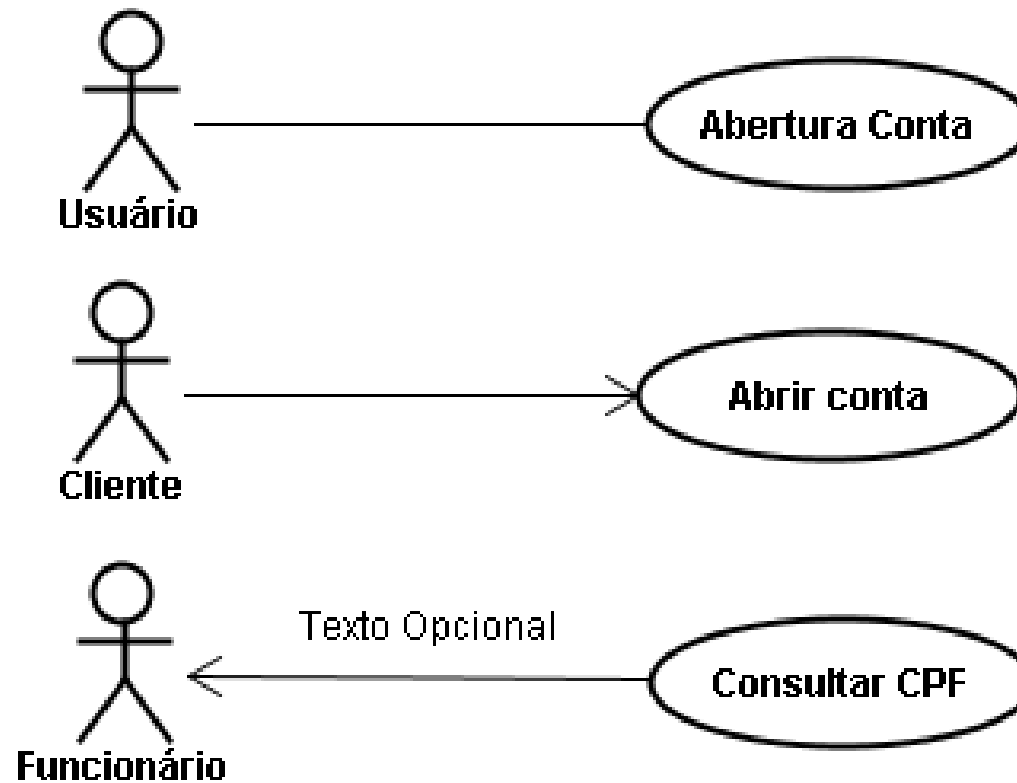 Abertura Conta
Usuário
Abrir conta
Cliente
Texto Opcional
Consultar CPF
Funcionário